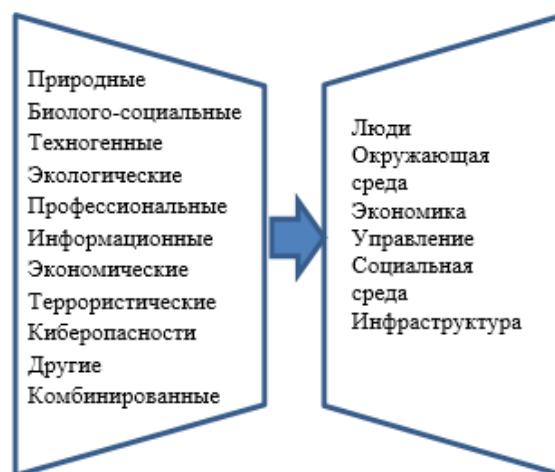 Природные
Биолого-социальные
Техногенные
Экологические
Профессиональные
Информационные
Экономические
Террористические
Киберопасности
Другие
Комбинированные
Люди
Окружающая
среда
Экономика
Управление
Социальная
среда
Инфраструктура